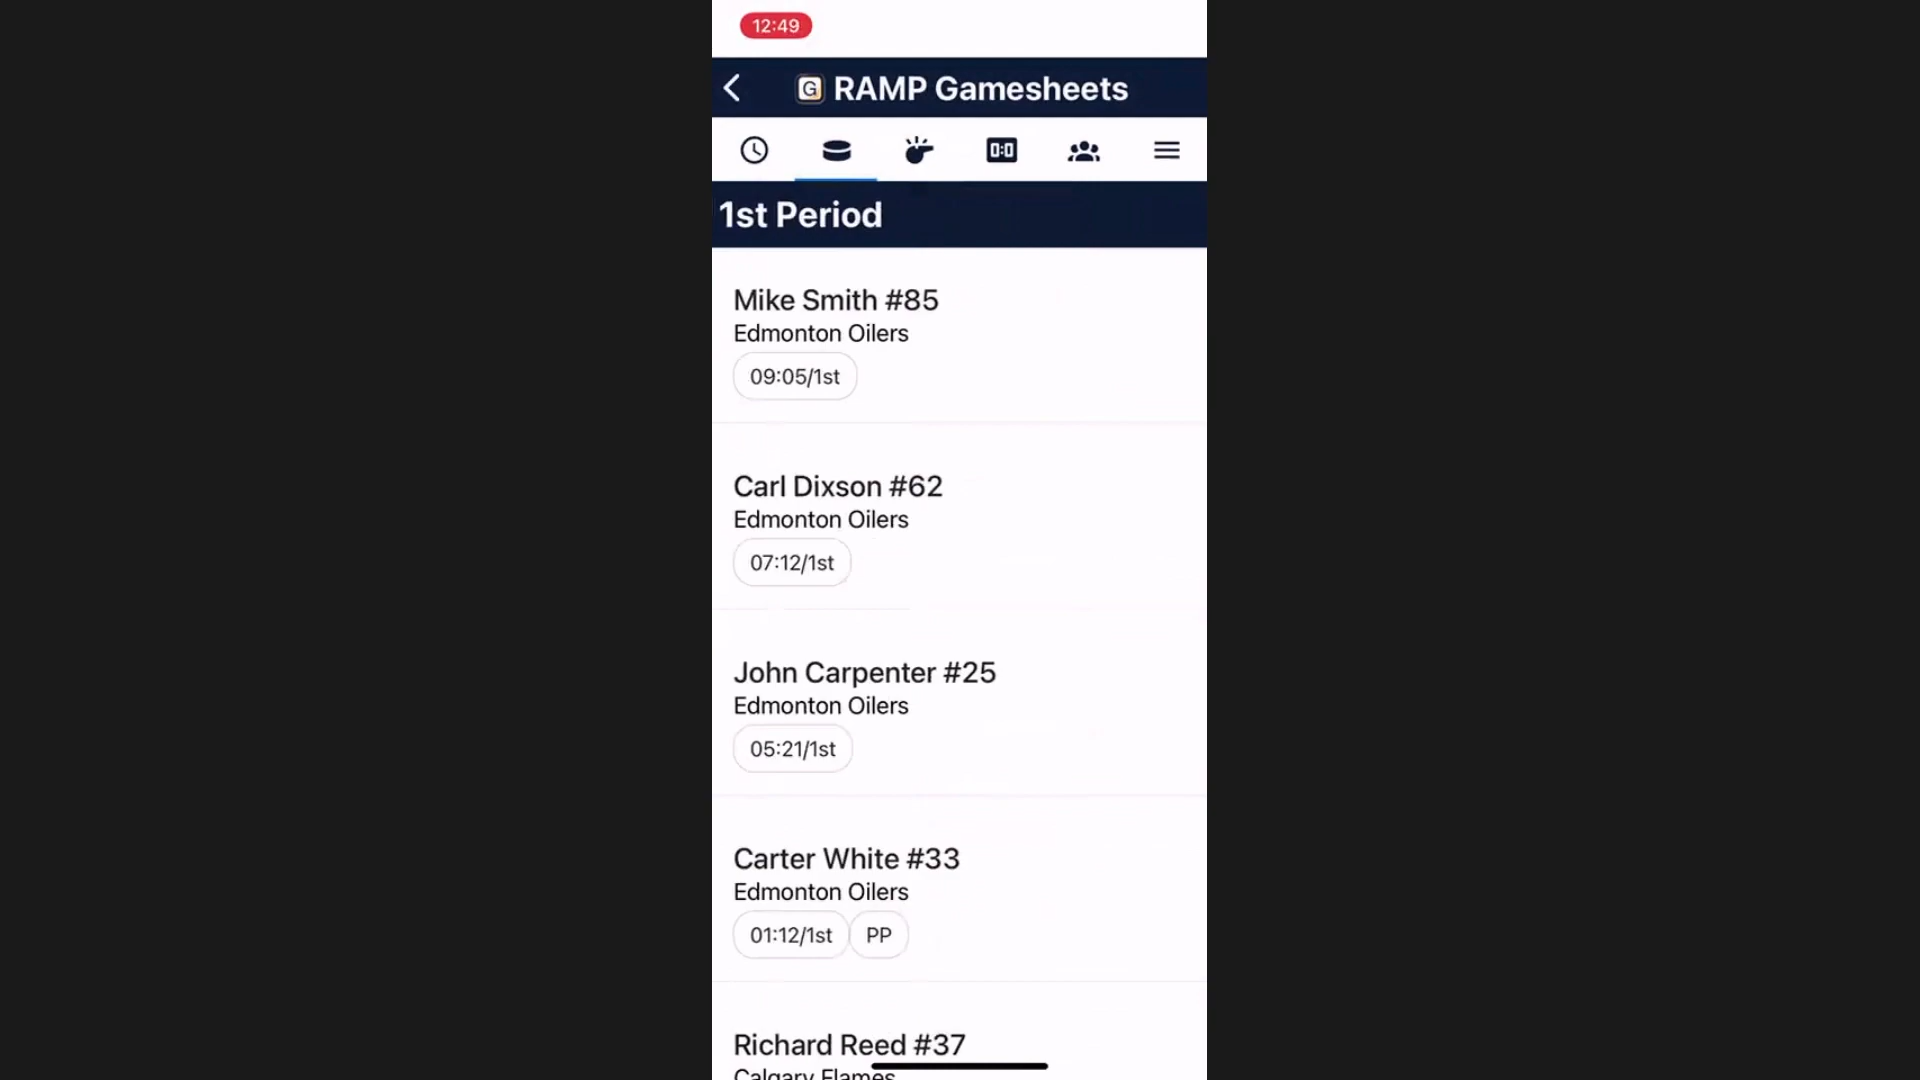 12:49
G RAMP Gamesheets
0:0
1st Period
Mike Smith #85
Edmonton Oilers
09:05/1st
Carl Dixson #62
Edmonton Oilers
07:12/1st
John Carpenter #25
Edmonton Oilers
05:21/1st
Carter White #33
Edmonton Oilers
01:12/1st PP
Richard Reed #37
Calgary Flames